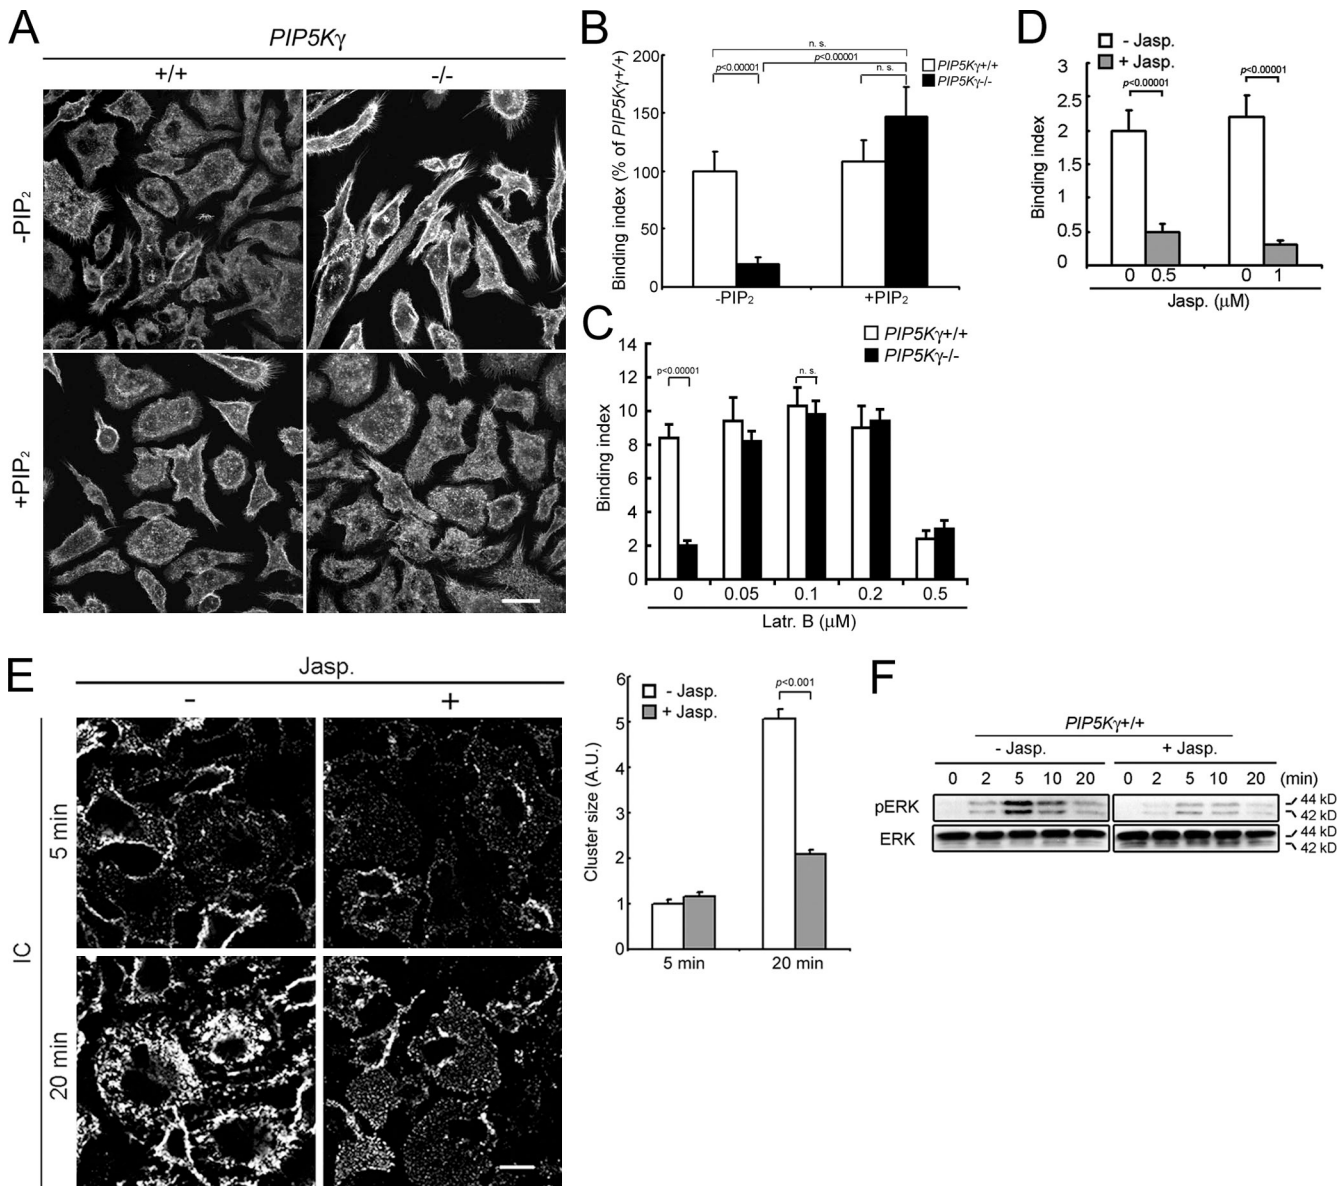 A
PIP5Kγ
+/+ -/-
-PIP₂
+PIP₂
B
Binding index (% of PIP5Kγ+/+)
200
150
100
50
0
n. s.
p<0.00001
p<0.00001
n. s.
PIP5Kγ+/+
PIP5Kγ-/-
-PIP₂ +PIP₂
C
PIP5Kγ+/+
PIP5Kγ-/-
Binding index
14
12
10
8
6
4
2
0
p<0.00001
n. s.
0 0.05 0.1 0.2 0.5
Latr. B (μM)
D
- Jasp.
+ Jasp.
Binding index
3
2.5
2
1.5
1
0.5
0
p<0.00001
p<0.00001
0 0.5 0 1
Jasp. (μM)
E
Jasp.
- +
IC
5 min
20 min
Cluster size (A.U.)
6
5
4
3
2
1
0
- Jasp.
+ Jasp.
p<0.001
5 min 20 min
F
PIP5Kγ+/+
- Jasp. + Jasp.
0 2 5 10 20 0 2 5 10 20 (min)
pERK
44 kD
42 kD
ERK
44 kD
42 kD